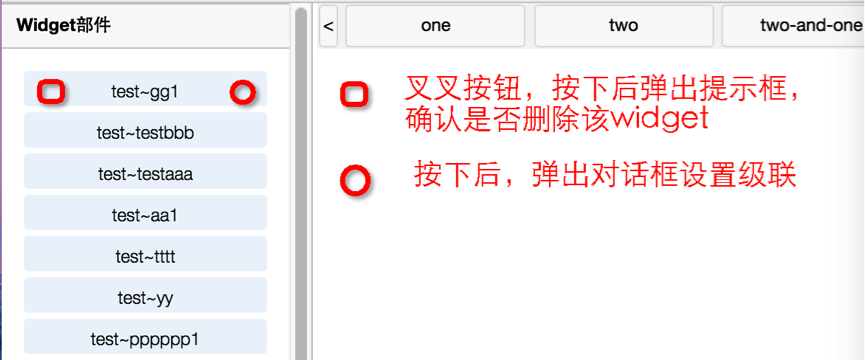 Widget部件
< one two two-and-one
test~gg1
test~testbbb
test~testaaa
test~aa1
test~tttt
test~yy
test~pppppp1
叉叉按钮，按下后弹出提示框，
确认是否删除该widget
按下后，弹出对话框设置级联